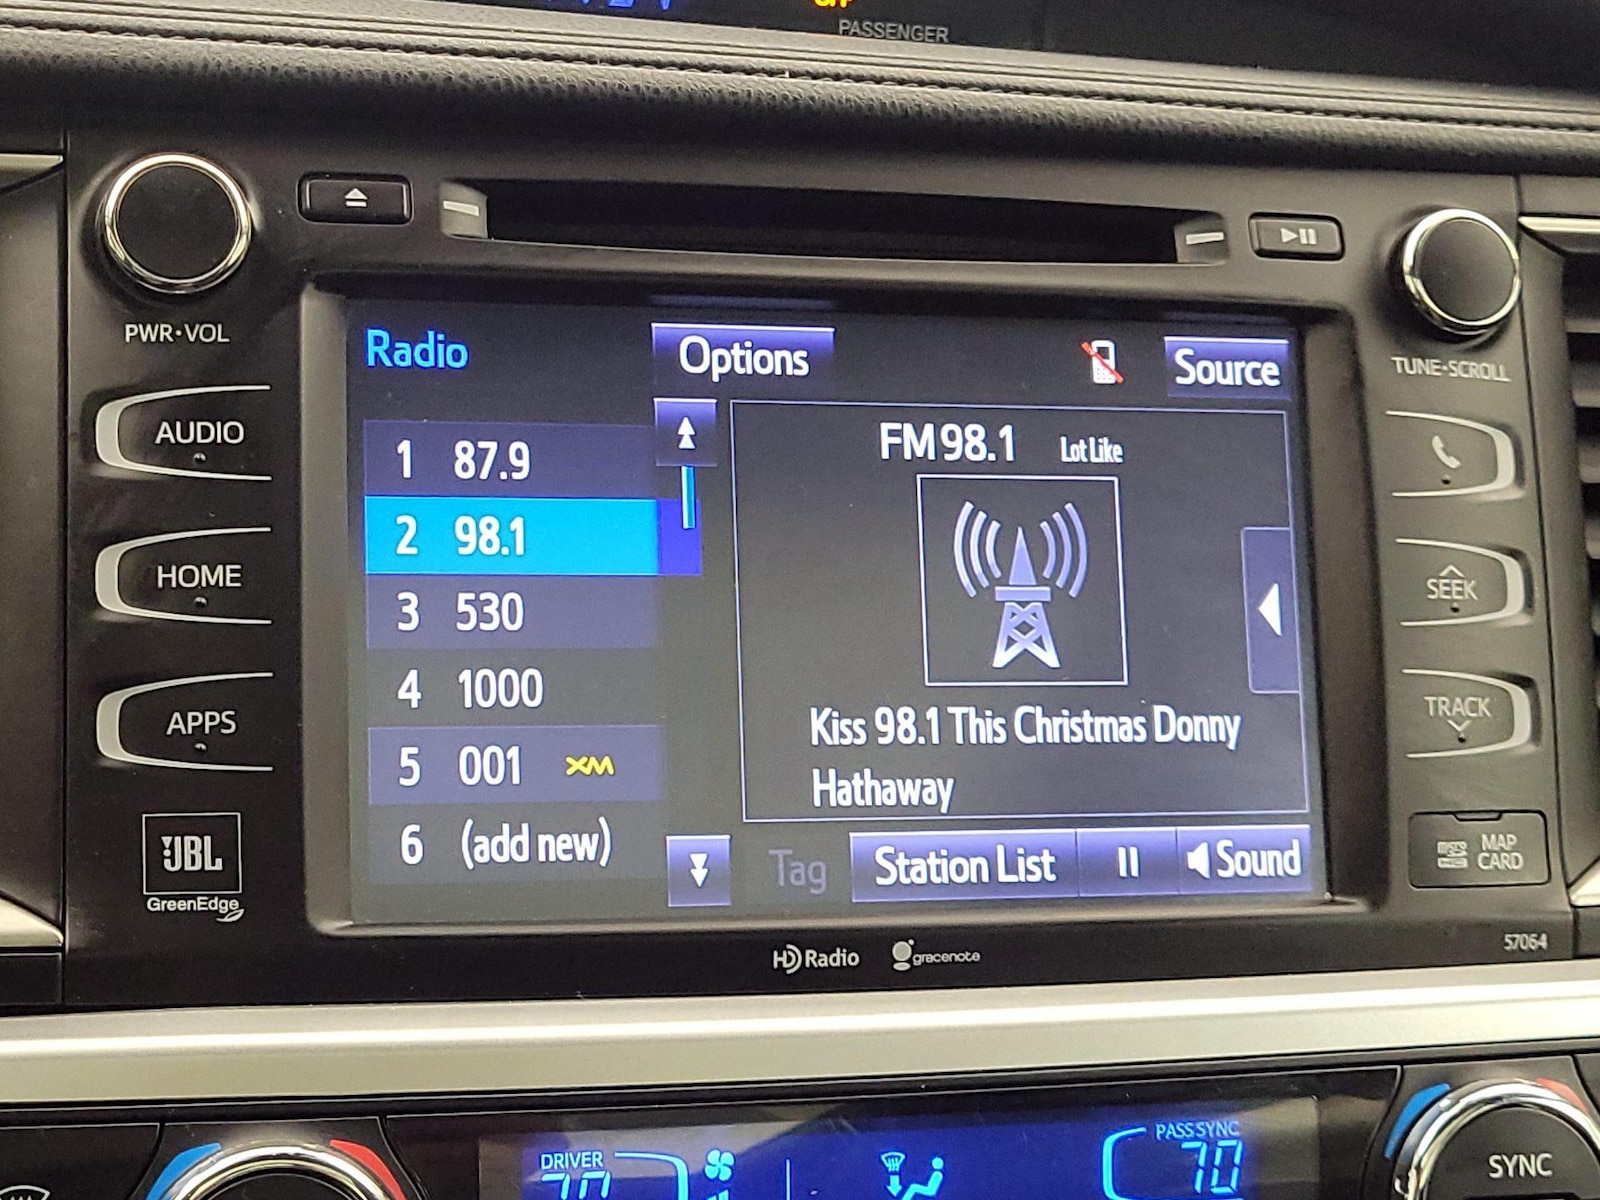 PASSENGER
PWR•VOL
TUNE•SCROLL
AUDIO
HOME
APPS
JBL
GreenEdge
Radio
Options
Source
1 87.9
2 98.1
3 530
4 1000
5 001 XM
6 (add new)
FM 98.1 Lot Like
Kiss 98.1 This Christmas Donny
Hathaway
Tag
Station List
Sound
SEEK
TRACK
MAP
CARD
57064
HD Radio
gracenote
DRIVER
70
PASS SYNC
70
SYNC